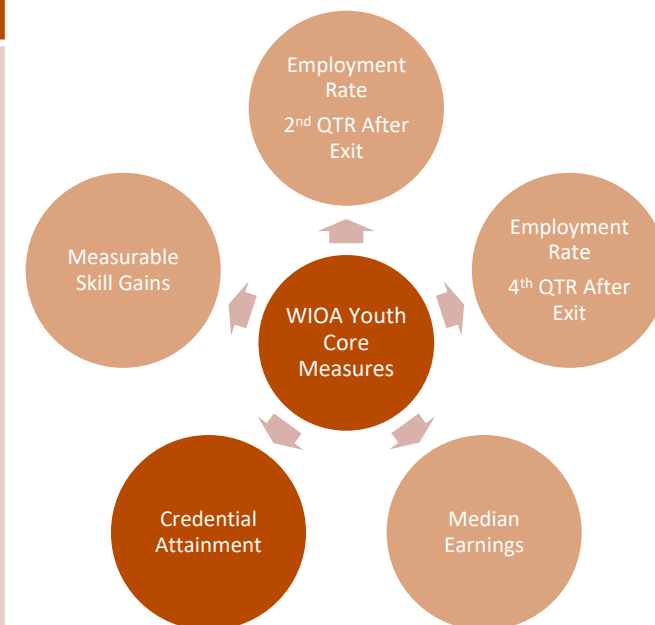 Employment
Rate
2nd QTR After
Exit
Employment
Rate
4th QTR After
Exit
Measurable
Skill Gains
WIOA Youth
Core
Measures
Credential
Attainment
Median
Earnings